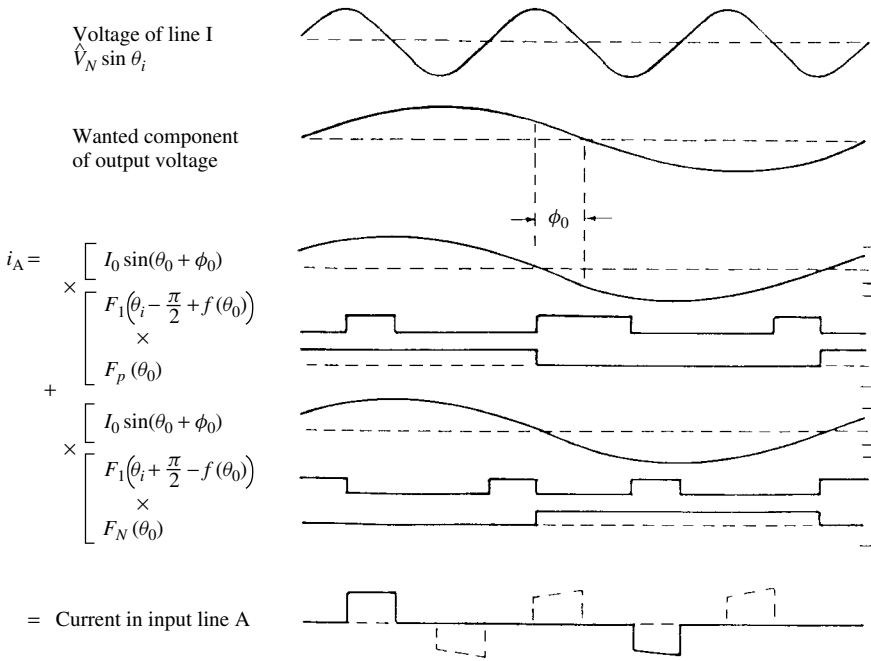 Voltage of line I
V̂_N sin θ_i
Wanted component
of output voltage
ϕ_0
i_A =
×
I_0 sin(θ_0 + ϕ_0)
F_1(θ_i − π/2 + f(θ_0))
×
F_p (θ_0)
+
×
I_0 sin(θ_0 + ϕ_0)
F_1(θ_i + π/2 − f(θ_0))
×
F_N (θ_0)
= Current in input line A